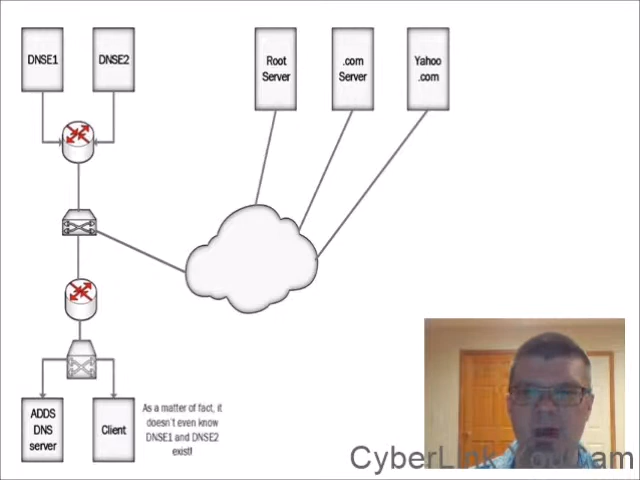 DNSE1
DNSE2
Root
Server
.com
Server
Yahoo
.com
ADDS
DNS
server
Client
As a matter of fact, it
doesn't even know
DNSE1 and DNSE2
exist!
CyberLink YouCam